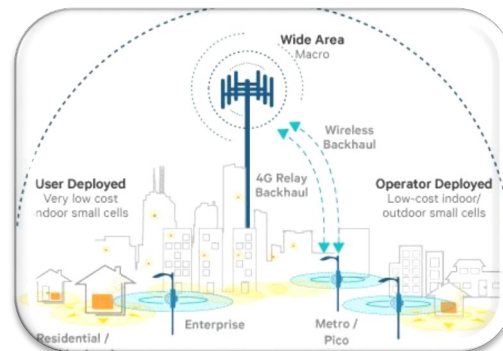 Wide Area
Macro
Wireless
Backhaul
4G Relay
Backhaul
User Deployed
Very low cost
indoor small cells
Operator Deployed
Low-cost indoor/
outdoor small cells
Enterprise
Metro /
Pico
Residential /